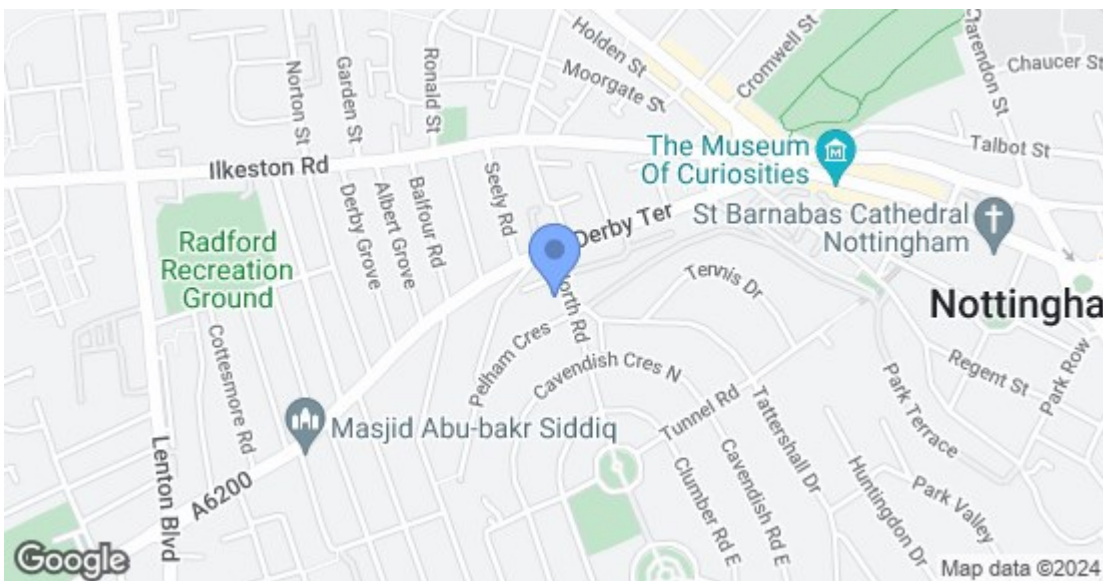 Holden St
Cromwell St
Clarendon St
Chaucer St
Moorgate St
Ronald St
Garden St
Norton St
Talbot St
The Museum
Of Curiosities
Ilkeston Rd
Seely Rd
St Barnabas Cathedral
Nottingham
Derby Ter
Derby Grove
Albert Grove
Balfour Rd
Radford
Recreation
Ground
Tennis Dr
North Rd
Nottingha
Pelham Cres
Cavendish Cres N
Regent St
Park Row
Park Terrace
Cottesmore Rd
Tunnel Rd
Tattershall Dr
Masjid Abu-bakr Siddiq
Lenton Blvd
A6200
Clumber Rd E
Cavendish Rd E
Huntingdon Dr
Park Valley
Google
Map data ©2024